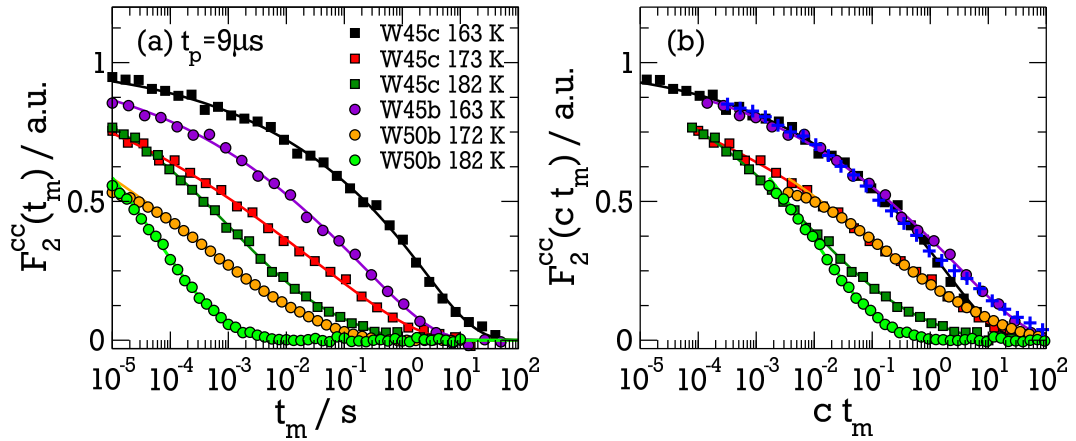 (a) t_p=9μs
W45c 163 K
W45c 173 K
W45c 182 K
W45b 163 K
W50b 172 K
W50b 182 K
F_2^cc(t_m) / a.u.
1
0.5
0
10^-5 10^-4 10^-3 10^-2 10^-1 10^0 10^1 10^2
t_m / s
(b)
F_2^cc(c t_m) / a.u.
1
0.5
0
10^-5 10^-4 10^-3 10^-2 10^-1 10^0 10^1 10^2
c t_m